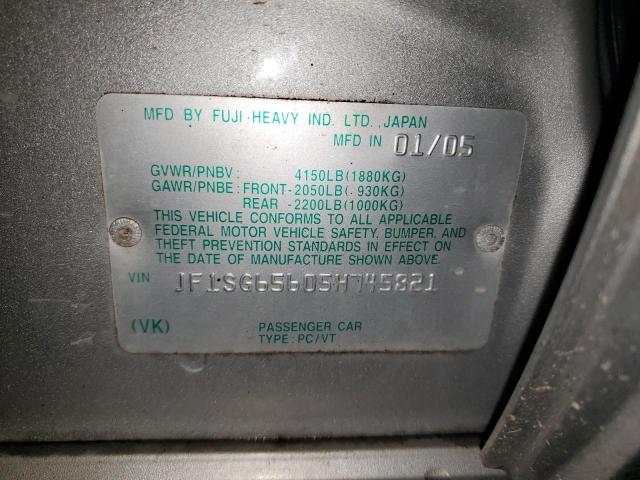 MFD BY FUJI HEAVY IND. LTD., JAPAN
MFD IN 01/05
GVWR/PNBV: 4150LB(1880KG)
GAWR/PNBE: FRONT-2050LB( 930KG)
REAR -2200LB(1000KG)
THIS VEHICLE CONFORMS TO ALL APPLICABLE
FEDERAL MOTOR VEHICLE SAFETY, BUMPER, AND
THEFT PREVENTION STANDARDS IN EFFECT ON
THE DATE OF MANUFACTURE SHOWN ABOVE.
VIN JF1SG65605H745821
(VK) PASSENGER CAR
TYPE: PC/VT